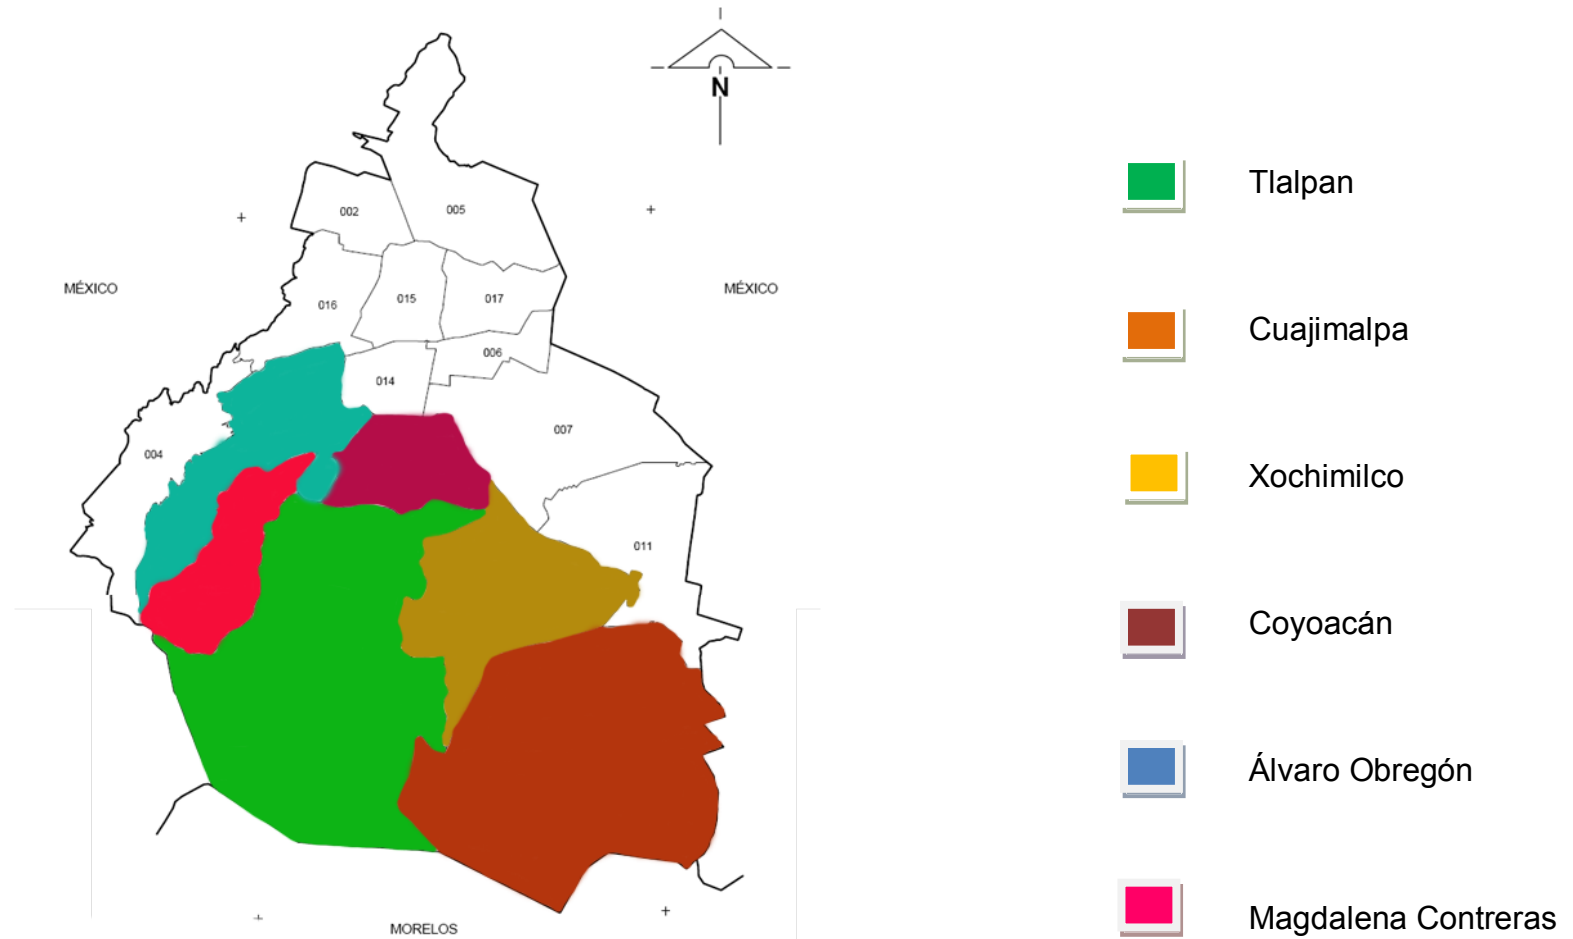 N
002
005
MÉXICO
MÉXICO
016
015
017
006
014
007
004
011
MORELOS
Tlalpan
Cuajimalpa
Xochimilco
Coyoacán
Álvaro Obregón
Magdalena Contreras